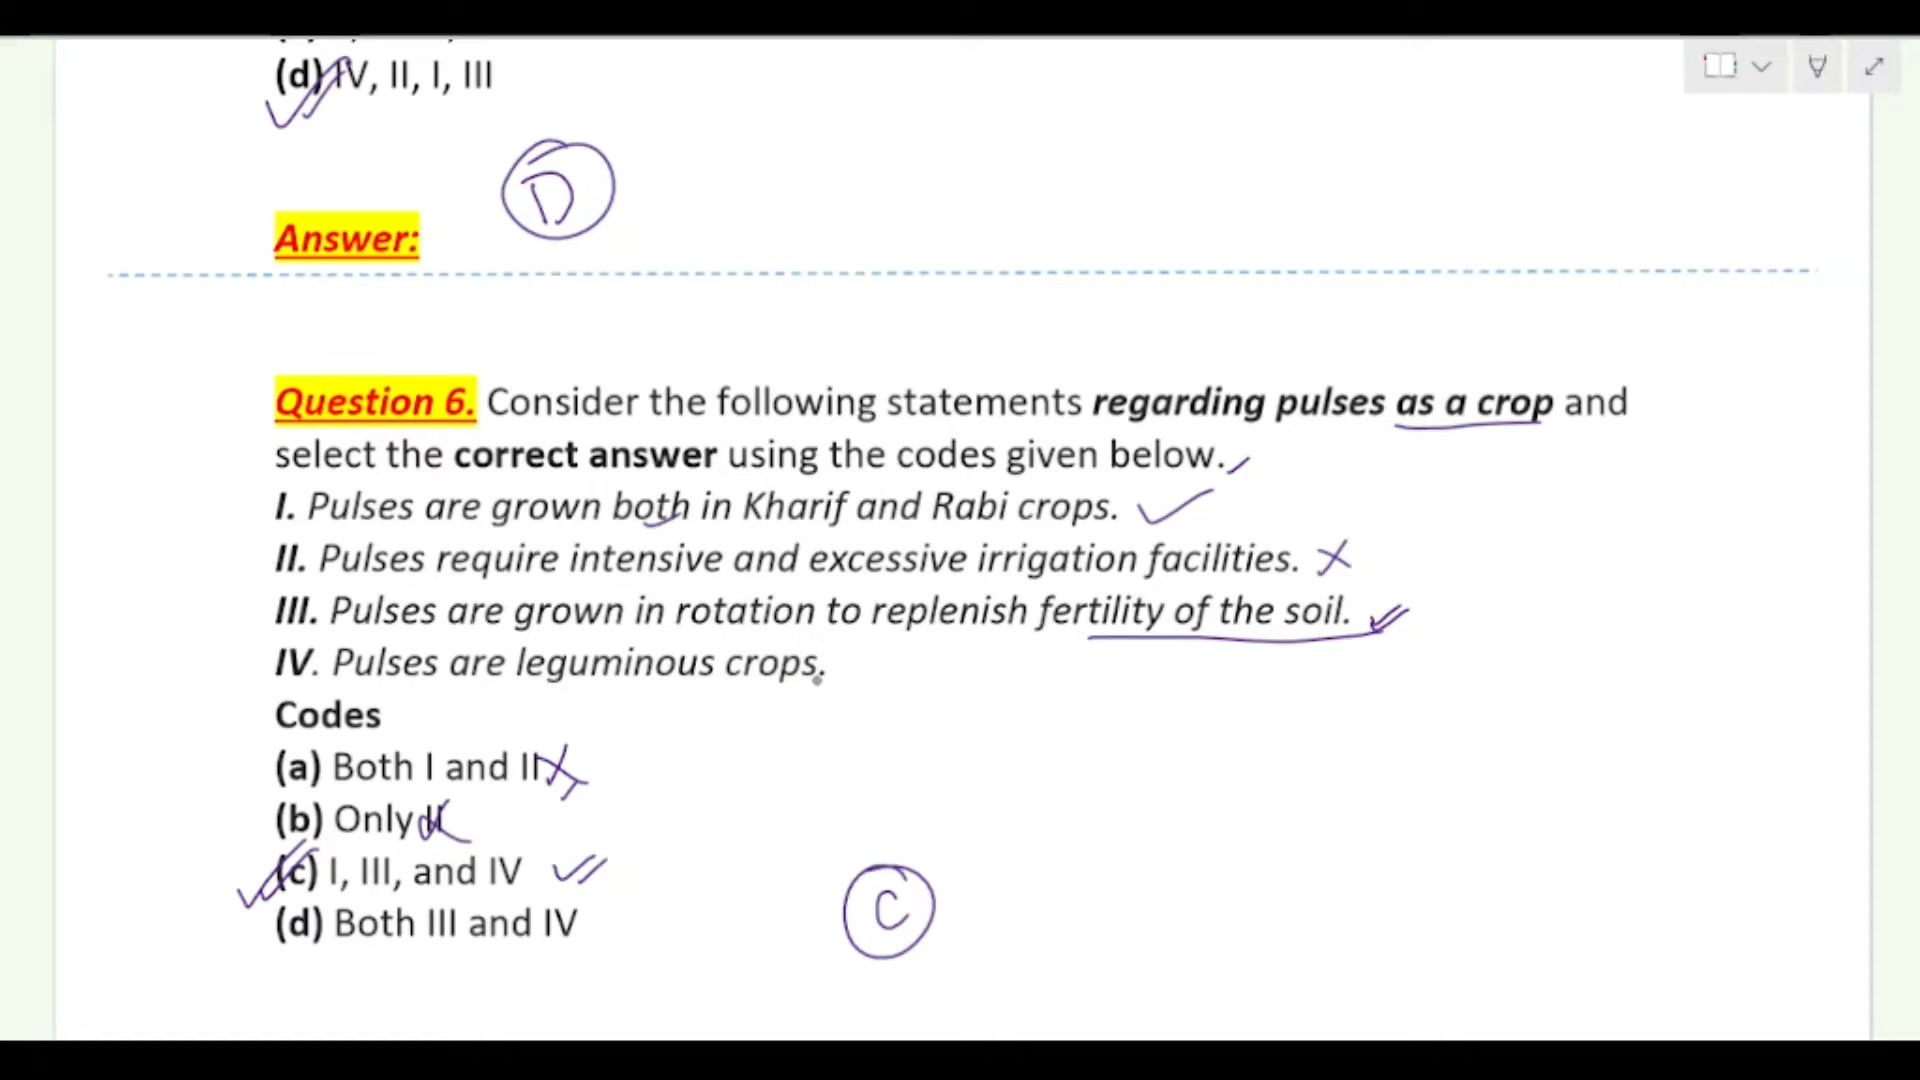 (d) IV, II, I, III
D
Answer:
Question 6. Consider the following statements regarding pulses as a crop and
select the correct answer using the codes given below.
I. Pulses are grown both in Kharif and Rabi crops.
II. Pulses require intensive and excessive irrigation facilities.
III. Pulses are grown in rotation to replenish fertility of the soil.
IV. Pulses are leguminous crops.
Codes
(a) Both I and II
(b) Only II
(c) I, III, and IV
(d) Both III and IV
C